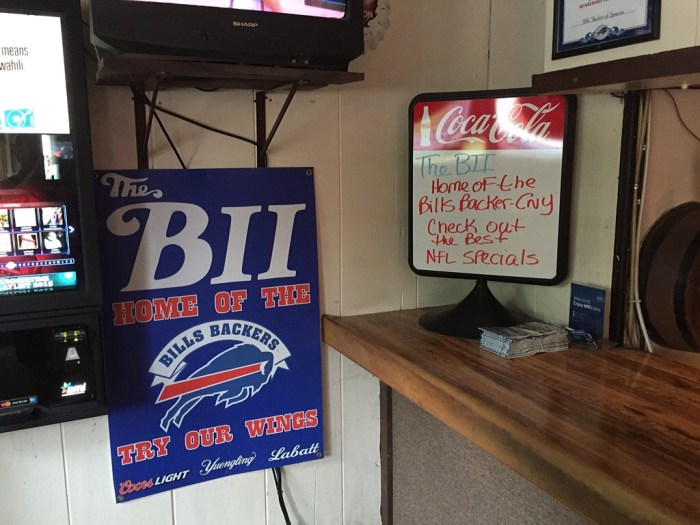 means
wahili.
SHARP
The
BII
HOME OF THE
BILLS BACKERS
TRY OUR WINGS
Coors LIGHT Yuengling Labatt
Coca-Cola
The BII
Home of the
Bills Backer-Cny
Check out
the Best
NFL Specials